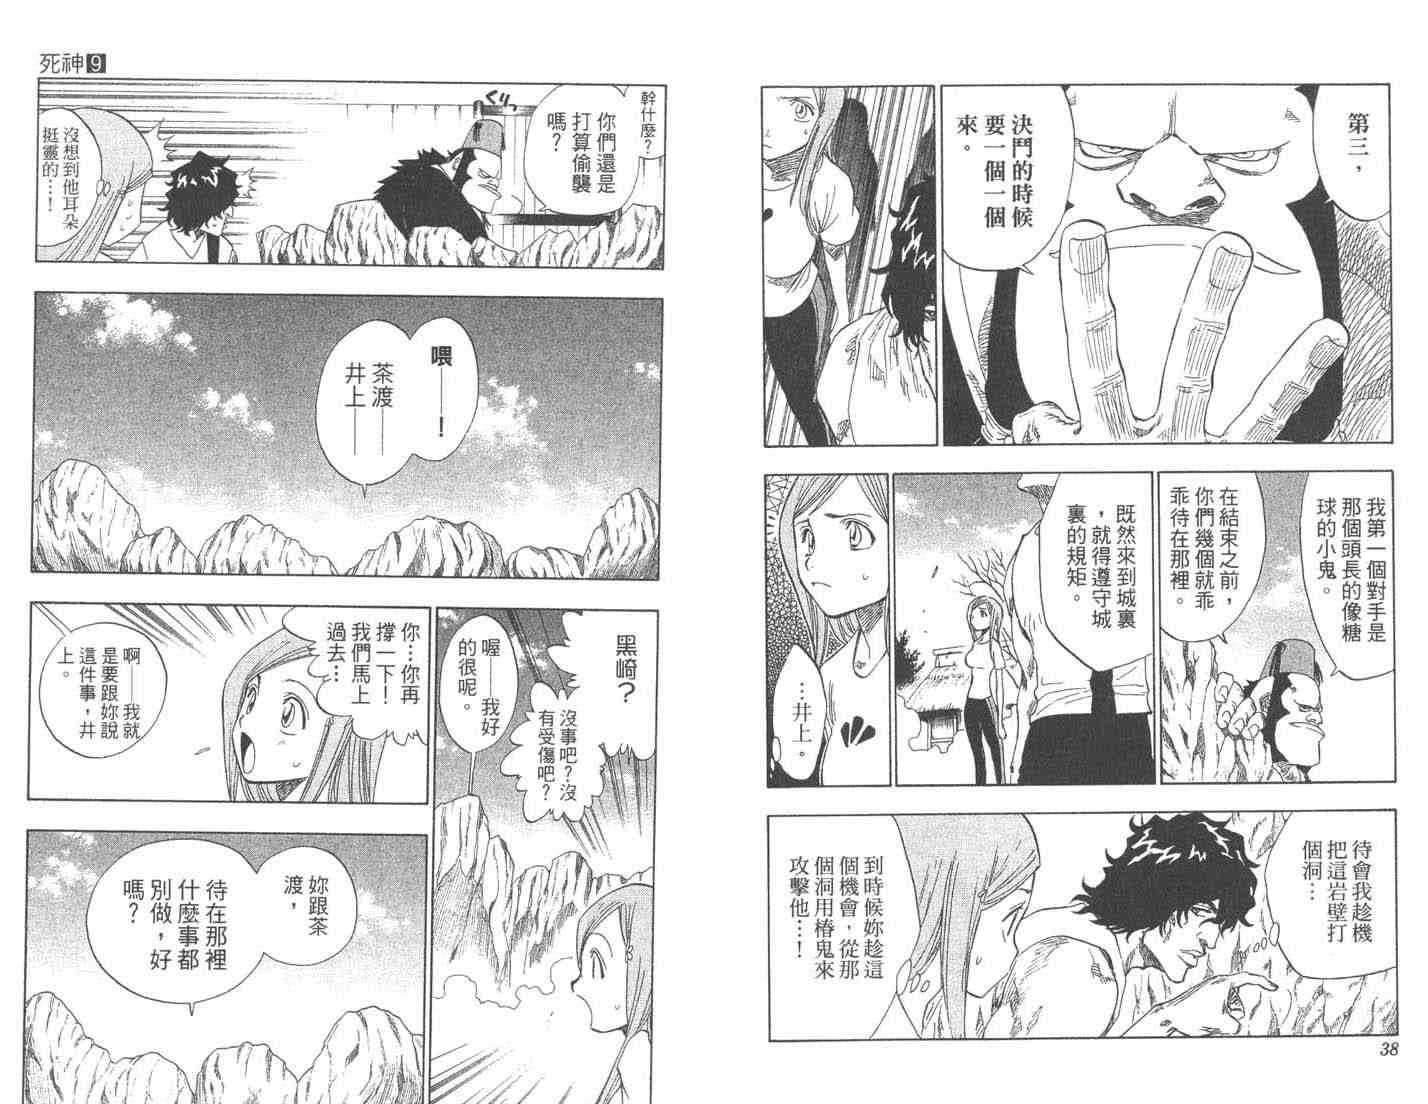 第三，
決鬥的時候
要一個一個
來。
我第一個對手是
那個頭長的像糖
球的小鬼。
在結束之前，
你們幾個就乖
乖待在那裡。
既然來到城裏
，就得遵守城
裏的規矩。
…井上。
待會我趁機
把這岩壁打
個洞…
到時候妳趁這
個機會，從那
個洞用椿鬼來
攻擊他…！
38
死神9
幹什麼？
你們還是
打算偷襲
嗎？
くりっ
沒想到他耳朵
挺靈的…！
喂——！
茶渡
井上——
黑崎？
沒事吧？沒
有受傷吧？
喔——我好
的很呢。
你…你再
撐一下！
我們馬上
過去…
啊——我就
是要跟妳說
這件事，井
上。
妳跟茶
渡，
待在那裡
什麼事都
別做，好
嗎？